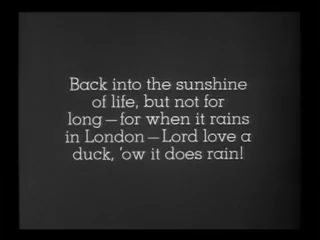 Back into the sunshine
of life, but not for
long—for when it rains
in London—Lord love a
duck, 'ow it does rain!